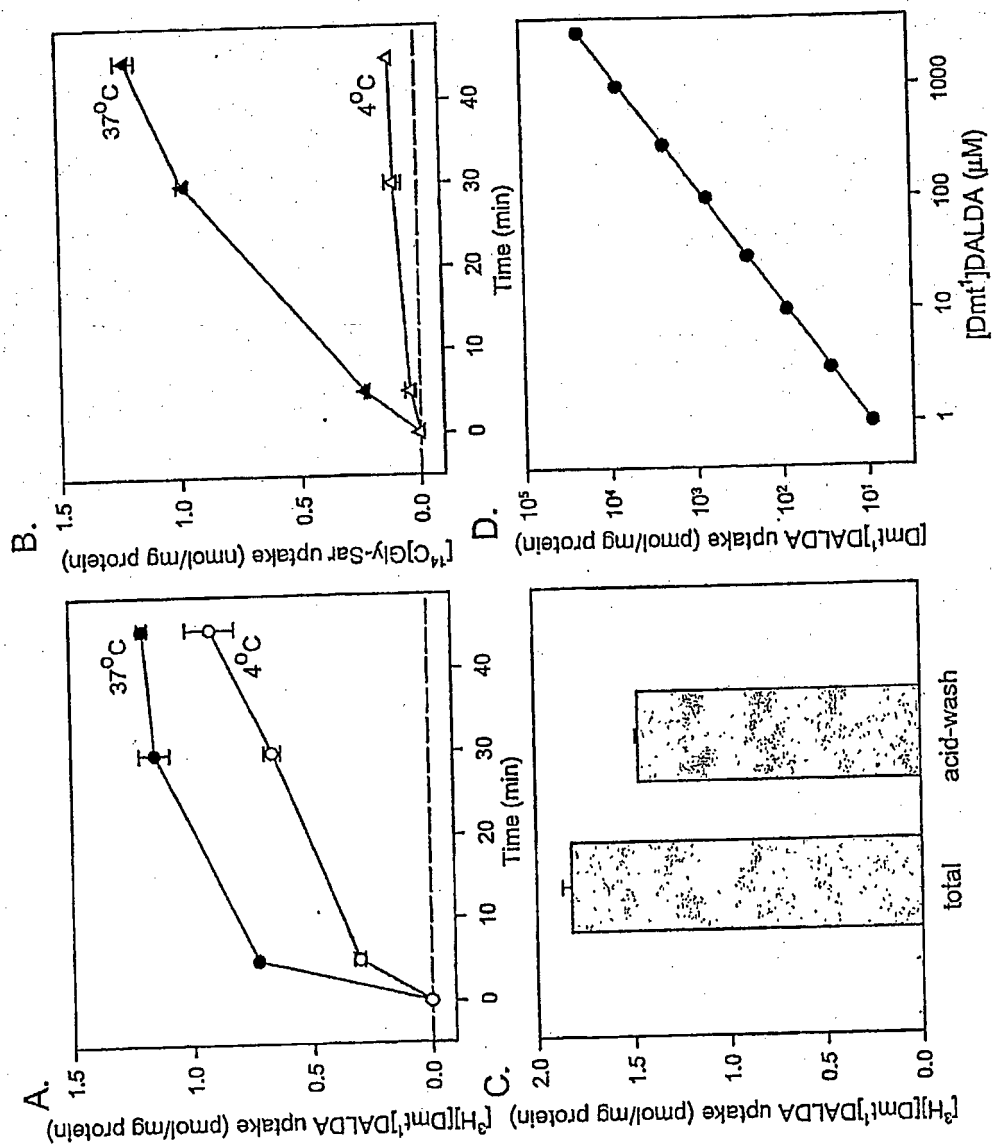 A.
[³H][Dmt¹]DALDA uptake (pmol/mg protein)
1.5
1.0
0.5
0.0
37°C
4°C
0
10
20
30
40
Time (min)
B.
[¹⁴C]Gly-Sar uptake (nmol/mg protein)
1.5
1.0
0.5
0.0
37°C
4°C
0
10
20
30
40
Time (min)
C.
[³H][Dmt¹]DALDA uptake (pmol/mg protein)
2.0
1.5
1.0
0.5
0.0
total
acid-wash
D.
[Dmt¹]DALDA uptake (pmol/mg protein)
10⁵
10⁴
10³
10²
10¹
1
10
100
1000
[Dmt¹]DALDA (µM)